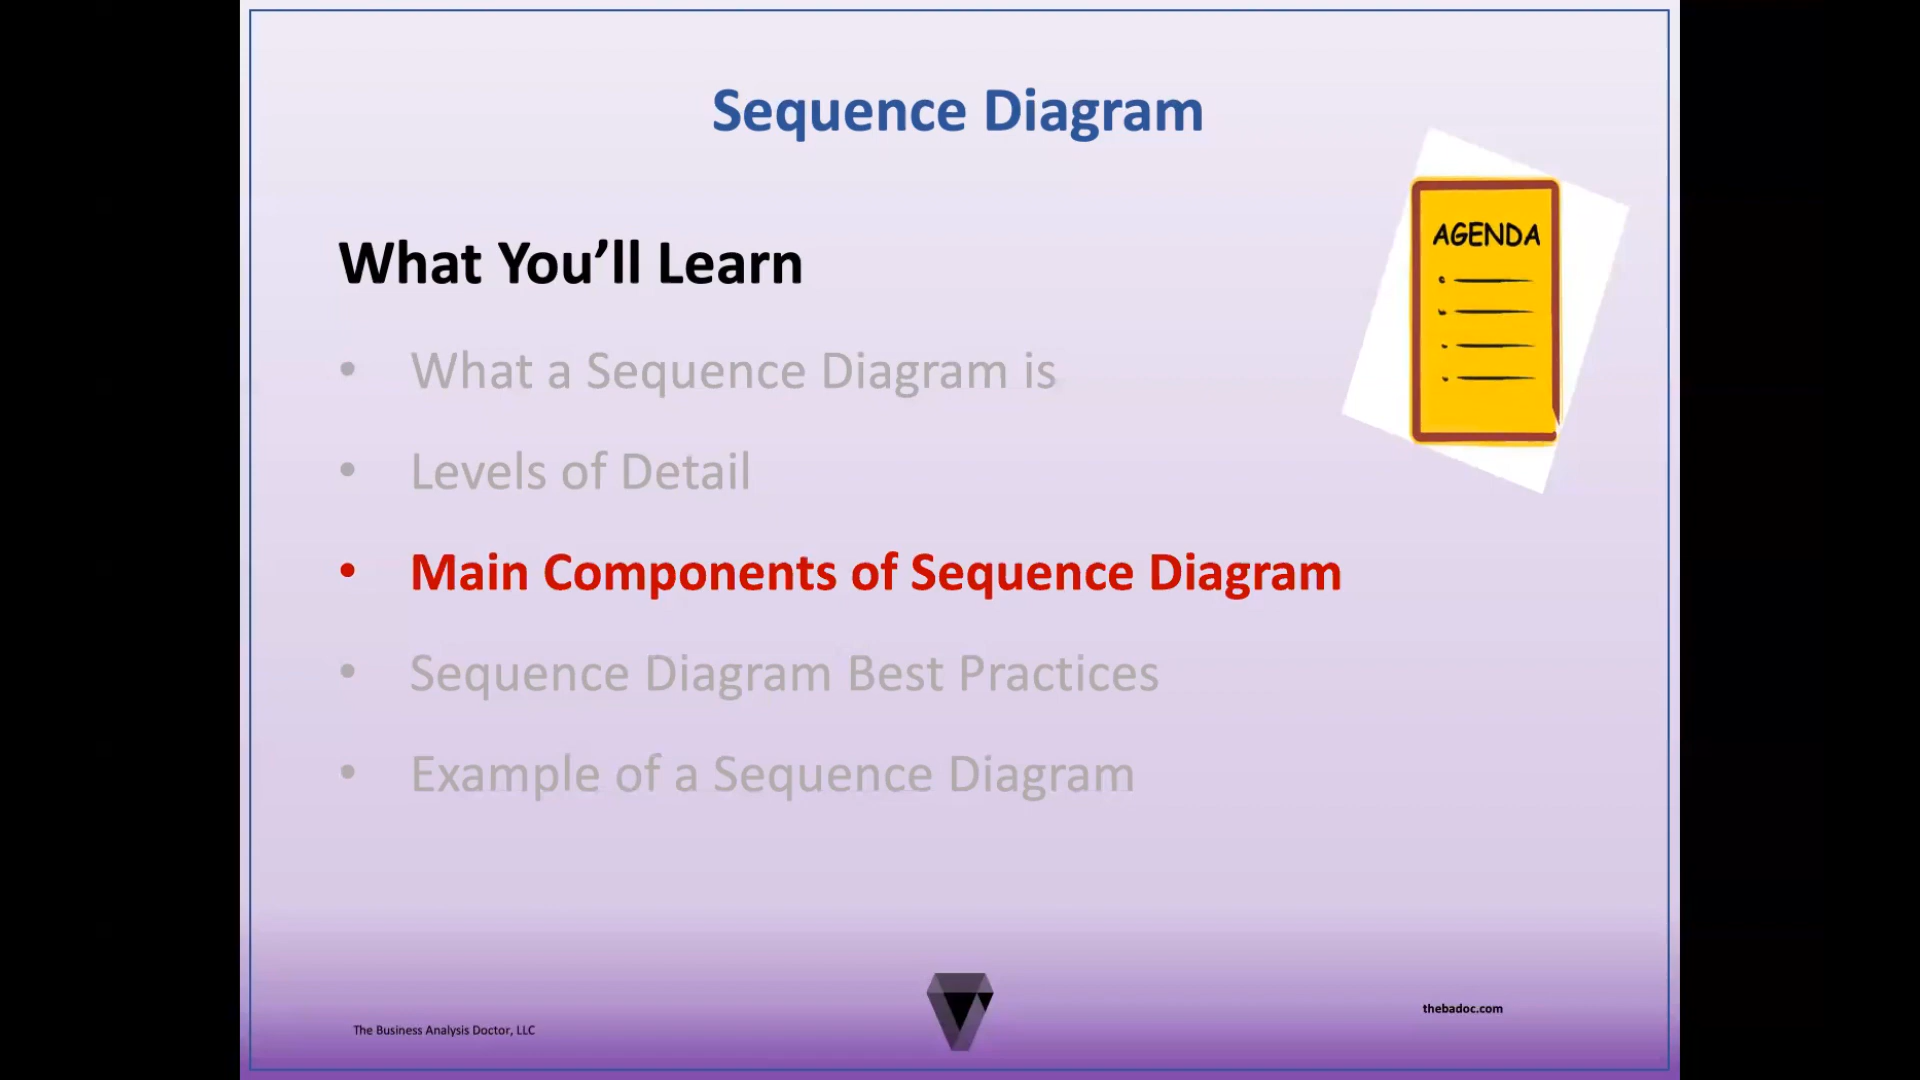 Sequence Diagram
AGENDA
What You’ll Learn
• What a Sequence Diagram is
• Levels of Detail
• Main Components of Sequence Diagram
• Sequence Diagram Best Practices
• Example of a Sequence Diagram
thebadoc.com
The Business Analysis Doctor, LLC